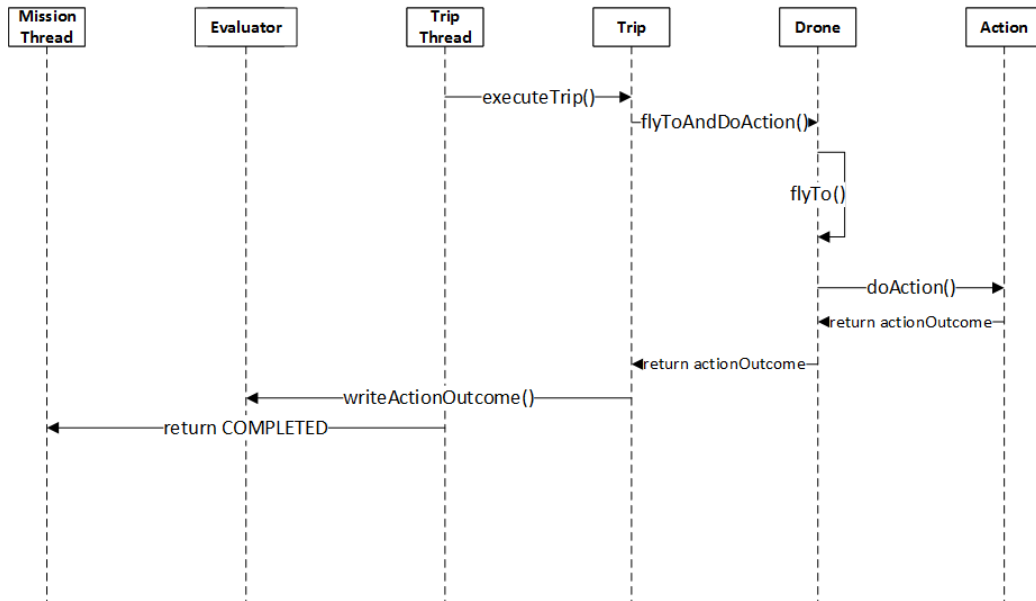 Mission
Thread
Evaluator
Trip
Thread
Trip
Drone
Action
executeTrip()
flyToAndDoAction()
flyTo()
doAction()
return actionOutcome
return actionOutcome
writeActionOutcome()
return COMPLETED